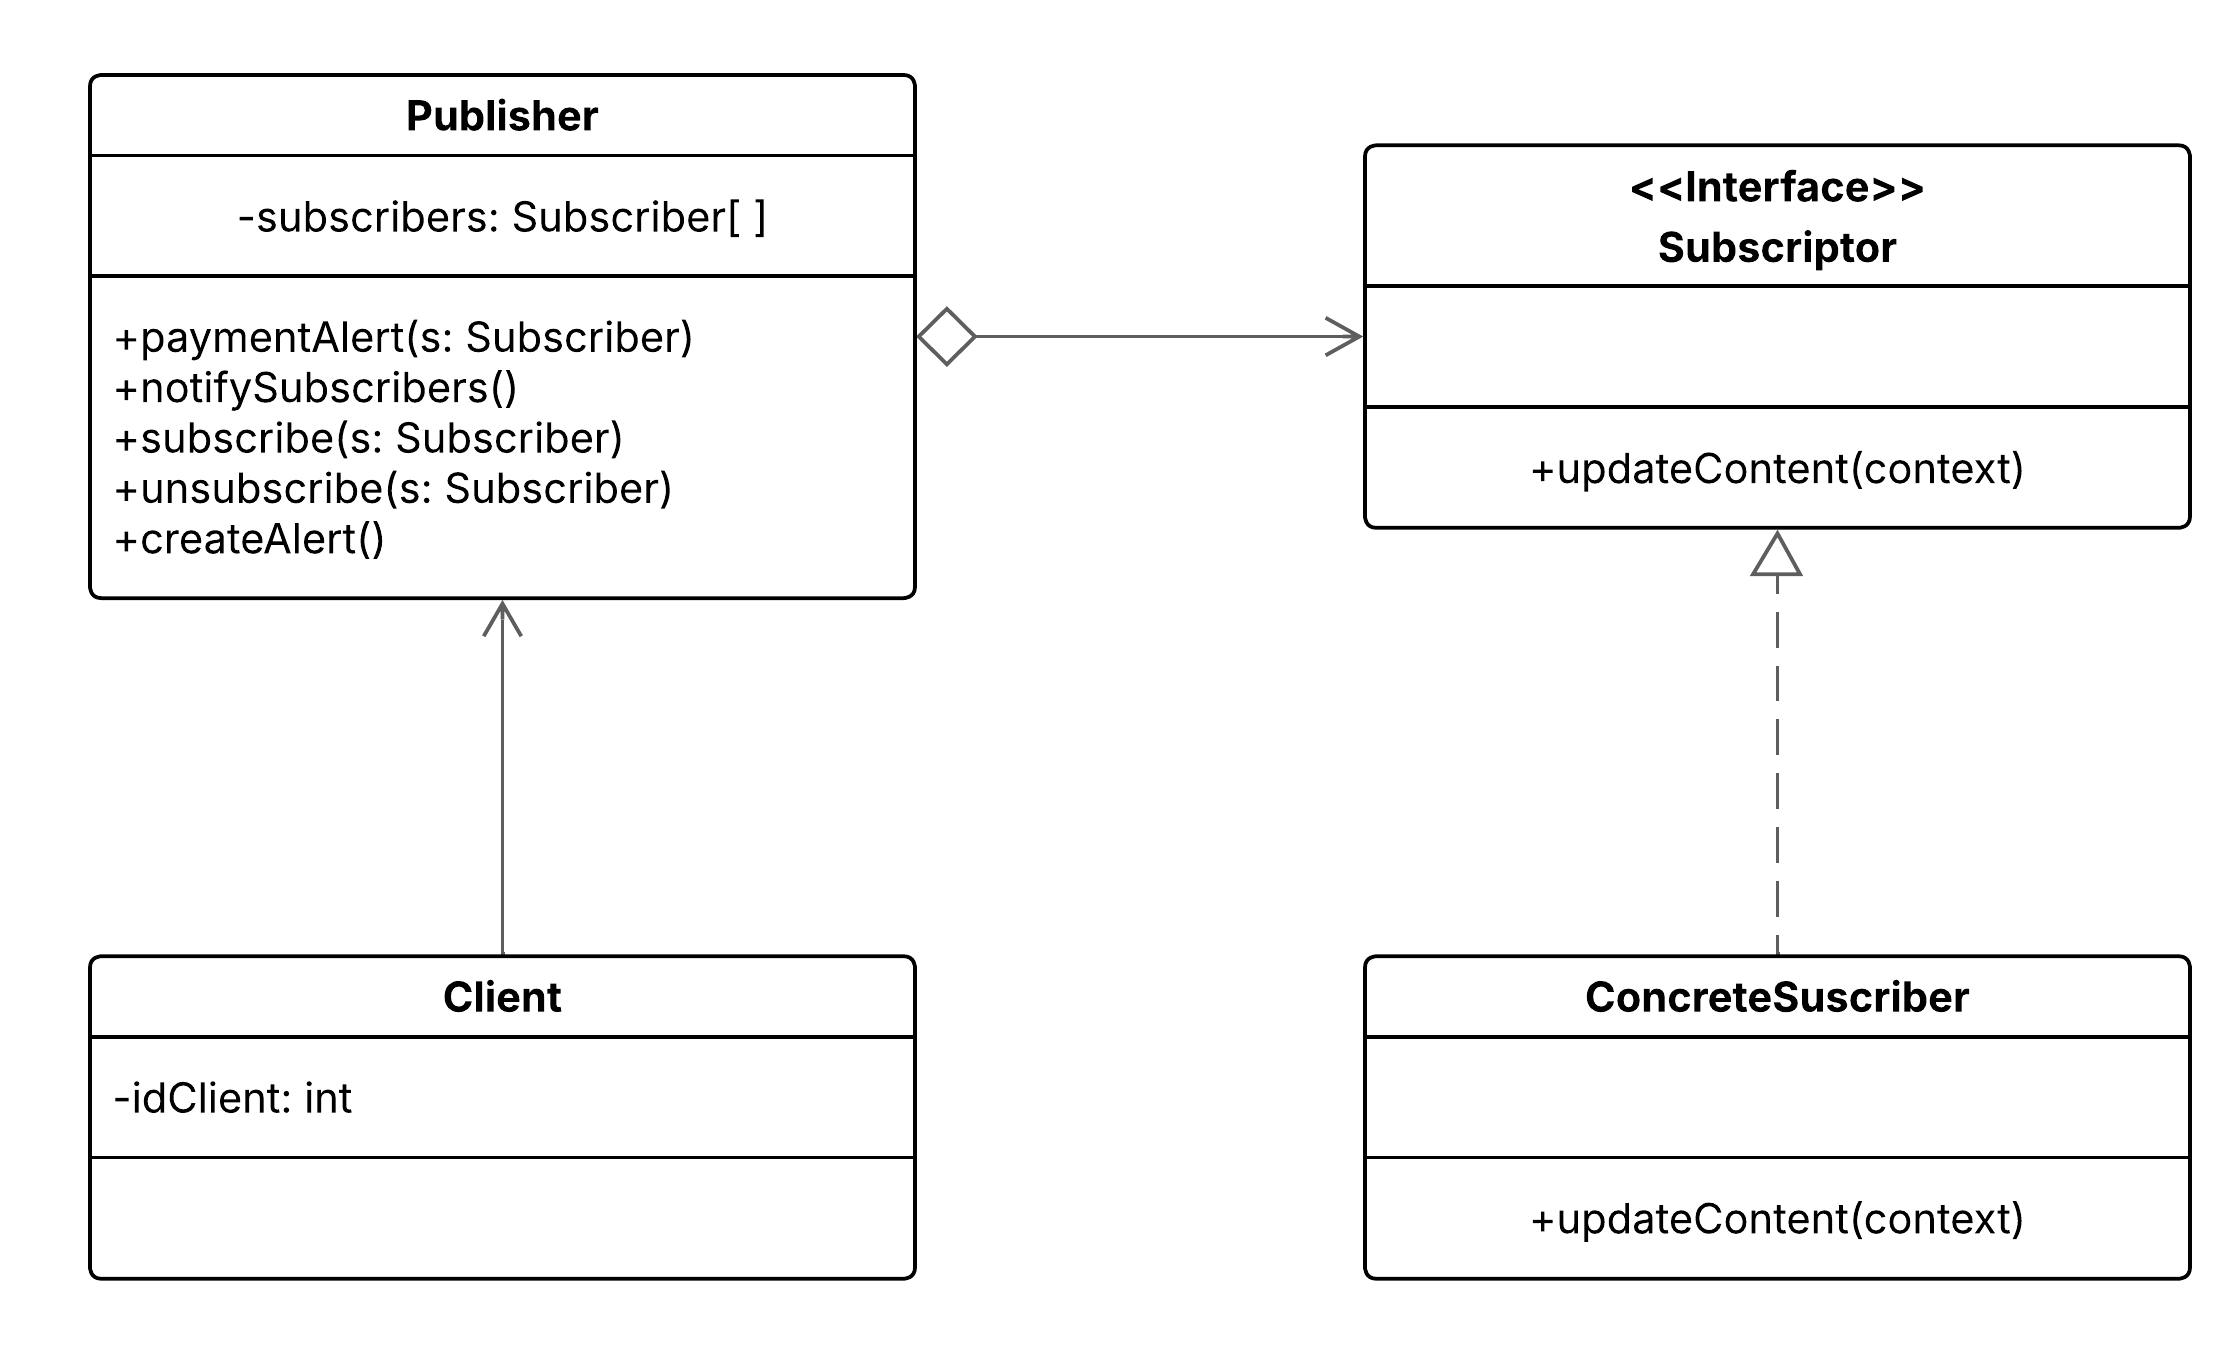 Publisher
-subscribers: Subscriber[ ]
+paymentAlert(s: Subscriber)
+notifySubscribers()
+subscribe(s: Subscriber)
+unsubscribe(s: Subscriber)
+createAlert()
<<Interface>>
Subscriptor
+updateContent(context)
Client
-idClient: int
ConcreteSuscriber
+updateContent(context)